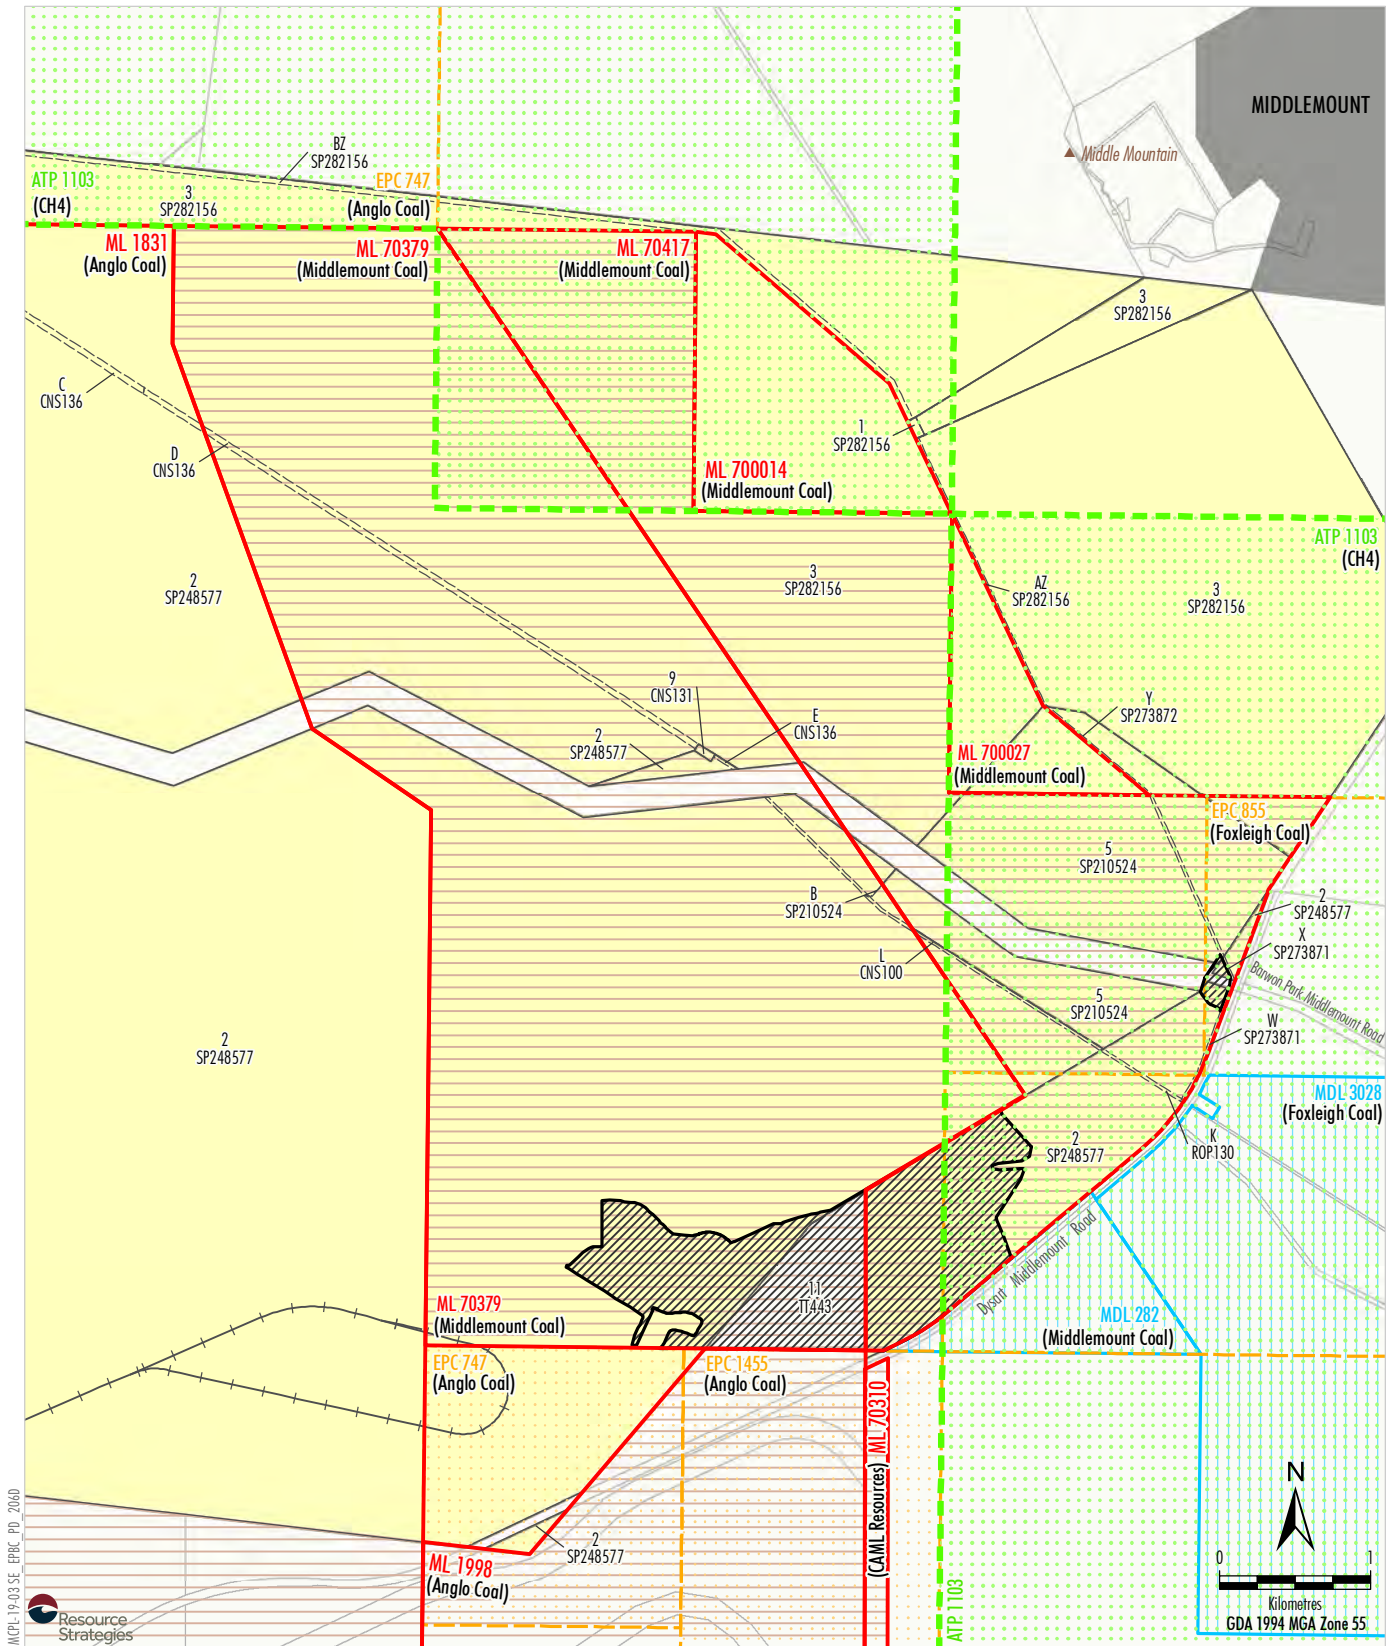 MIDDLEMOUNT
Middle Mountain
BZ
SP282156
ATP 1103
(CH4)
3
SP282156
EPC 747
(Anglo Coal)
ML 1831
(Anglo Coal)
ML 70379
(Middlemount Coal)
ML 70417
(Middlemount Coal)
3
SP282156
C
CNS136
D
CNS136
1
SP282156
ML 700014
(Middlemount Coal)
ATP 1103
(CH4)
2
SP248577
3
SP282156
AZ
SP282156
3
SP282156
9
CNS131
E
CNS136
2
SP248577
Y
SP273872
ML 700027
(Middlemount Coal)
EPC 855
(Foxleigh Coal)
5
SP210524
B
SP210524
2
SP248577
X
SP273871
L
CNS100
Barwon Park Middlemount Road
5
SP210524
W
SP273871
2
SP248577
MDL 3028
(Foxleigh Coal)
K
ROP130
2
SP248577
Dysart Middlemount Road
11
TT443
ML 70379
(Middlemount Coal)
MDL 282
(Middlemount Coal)
EPC 747
(Anglo Coal)
EPC 1455
(Anglo Coal)
ML 70310
(CAML Resources)
2
SP248577
ML 1998
(Anglo Coal)
ATP 1103
N
0 1
Kilometres
GDA 1994 MGA Zone 55
MCPL-19-03 SE_EPBC_PD_206D
Resource
Strategies